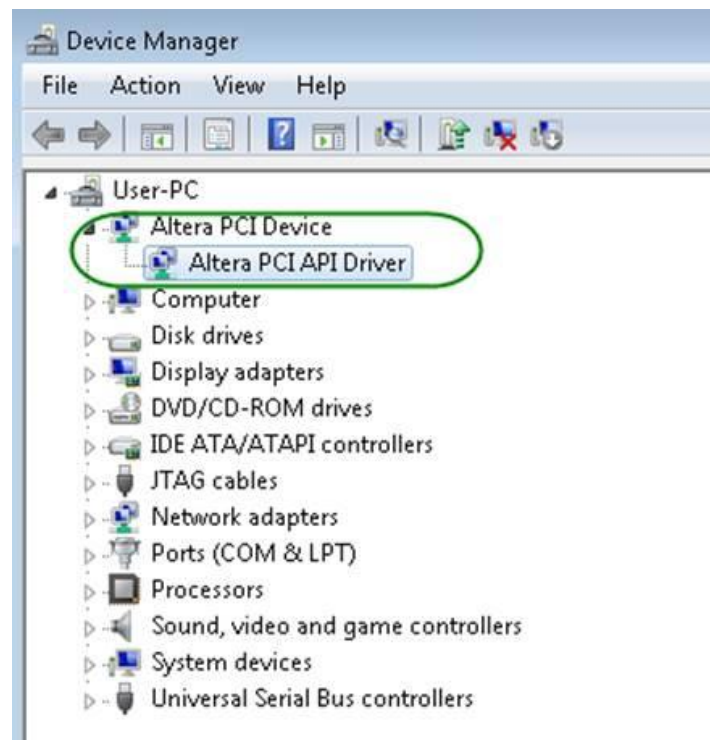 Device Manager
File Action View Help
User-PC
Altera PCI Device
Altera PCI API Driver
Computer
Disk drives
Display adapters
DVD/CD-ROM drives
IDE ATA/ATAPI controllers
JTAG cables
Network adapters
Ports (COM & LPT)
Processors
Sound, video and game controllers
System devices
Universal Serial Bus controllers